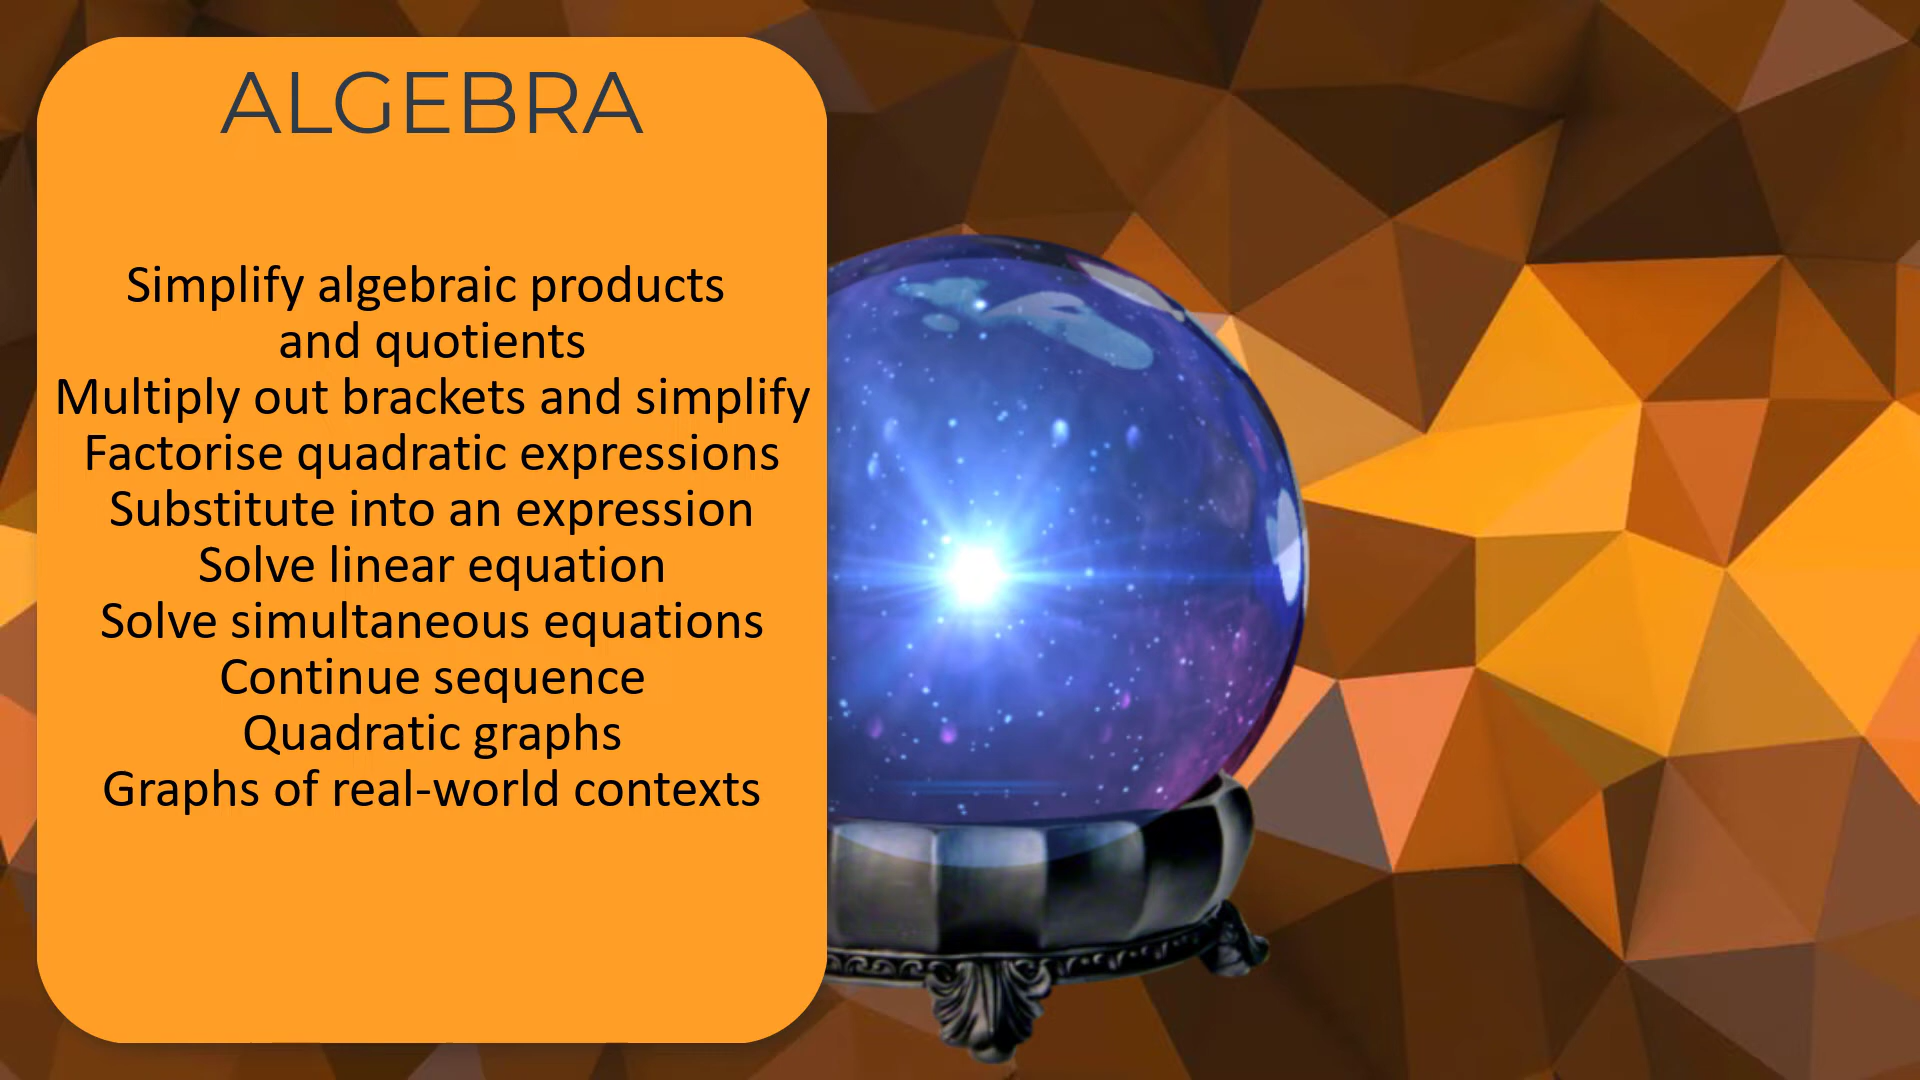 ALGEBRA
Simplify algebraic products
and quotients
Multiply out brackets and simplify
Factorise quadratic expressions
Substitute into an expression
Solve linear equation
Solve simultaneous equations
Continue sequence
Quadratic graphs
Graphs of real-world contexts